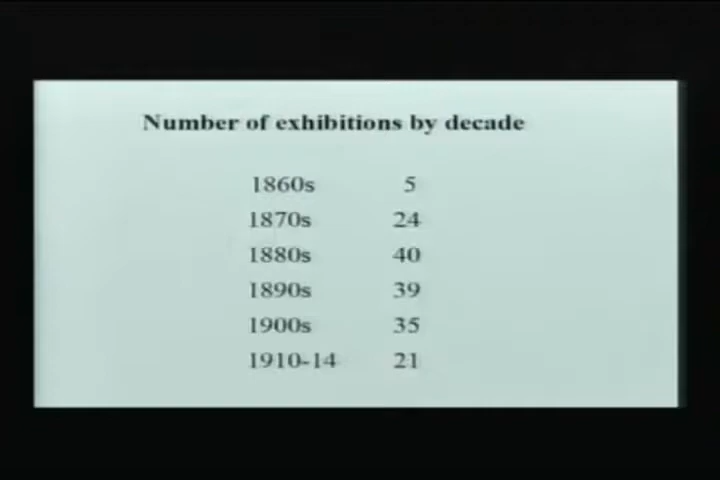 Number of exhibitions by decade
1860s 5
1870s 24
1880s 40
1890s 39
1900s 35
1910-14 21